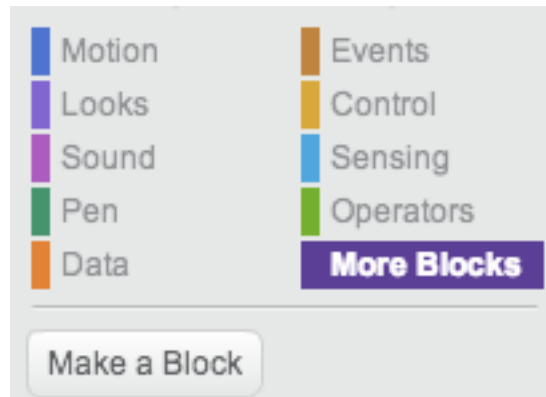 Motion Events
Looks Control
Sound Sensing
Pen Operators
Data More Blocks
Make a Block